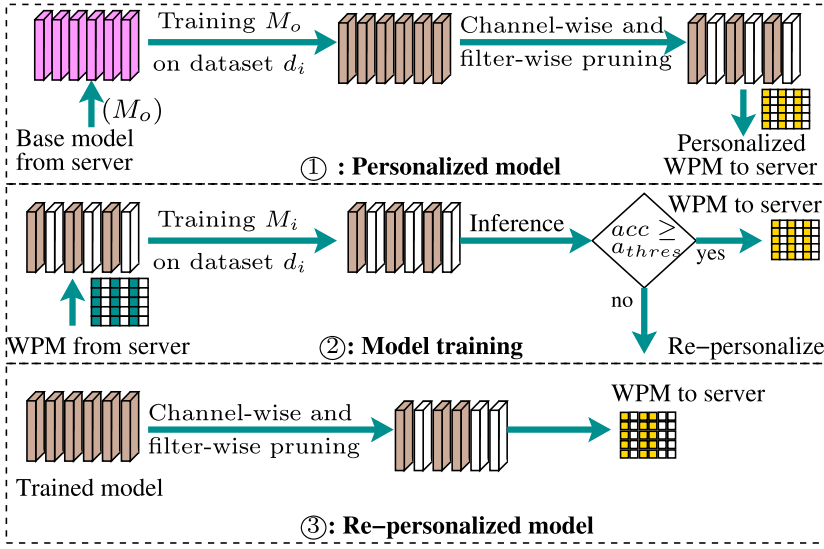 Training M_o
on dataset d_i
Channel-wise and
filter-wise pruning
(M_o)
Base model
from server
Personalized
WPM to server
① : Personalized model
Training M_i
on dataset d_i
Inference
acc ≥
a_thres
WPM to server
yes
no
WPM from server
②: Model training
Re-personalize
Channel-wise and
filter-wise pruning
WPM to server
Trained model
③: Re-personalized model